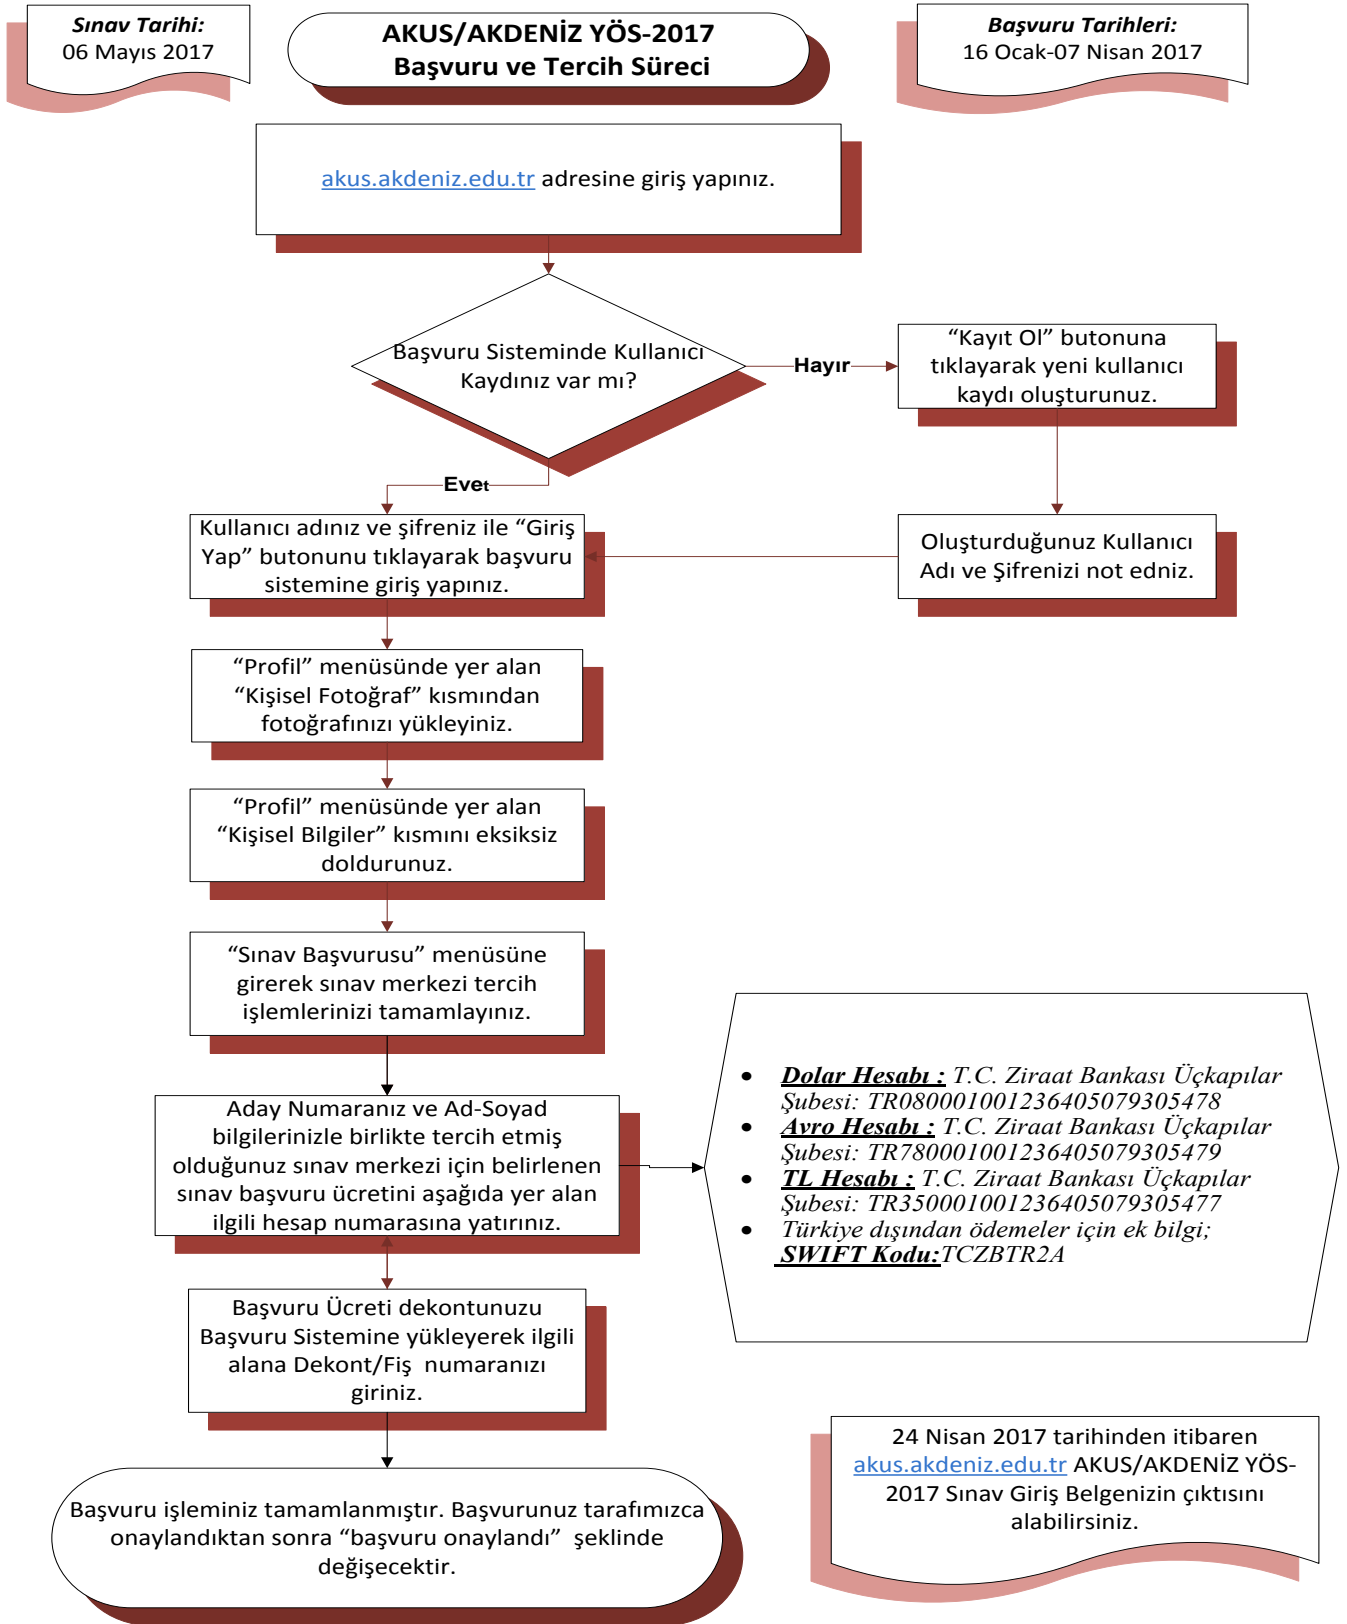 Sınav Tarihi:
06 Mayıs 2017
AKUS/AKDENİZ YÖS-2017
Başvuru ve Tercih Süreci
Başvuru Tarihleri:
16 Ocak-07 Nisan 2017
akus.akdeniz.edu.tr adresine giriş yapınız.
Başvuru Sisteminde Kullanıcı
Kaydınız var mı?
Hayır
“Kayıt Ol” butonuna
tıklayarak yeni kullanıcı
kaydı oluşturunuz.
Evet
Kullanıcı adınız ve şifreniz ile “Giriş
Yap” butonunu tıklayarak başvuru
sistemine giriş yapınız.
Oluşturduğunuz Kullanıcı
Adı ve Şifrenizi not edniz.
“Profil” menüsünde yer alan
“Kişisel Fotoğraf” kısmından
fotoğrafınızı yükleyiniz.
“Profil” menüsünde yer alan
“Kişisel Bilgiler” kısmını eksiksiz
doldurunuz.
“Sınav Başvurusu” menüsüne
girerek sınav merkezi tercih
işlemlerinizi tamamlayınız.
Aday Numaranız ve Ad-Soyad
bilgilerinizle birlikte tercih etmiş
olduğunuz sınav merkezi için belirlenen
sınav başvuru ücretini aşağıda yer alan
ilgili hesap numarasına yatırınız.
• Dolar Hesabı : T.C. Ziraat Bankası Üçkapılar
Şubesi: TR080001001236405079305478
• Avro Hesabı : T.C. Ziraat Bankası Üçkapılar
Şubesi: TR780001001236405079305479
• TL Hesabı : T.C. Ziraat Bankası Üçkapılar
Şubesi: TR350001001236405079305477
• Türkiye dışından ödemeler için ek bilgi;
SWIFT Kodu:TCZBTR2A
Başvuru Ücreti dekontunuzu
Başvuru Sistemine yükleyerek ilgili
alana Dekont/Fiş numaranızı
giriniz.
Başvuru işleminiz tamamlanmıştır. Başvurunuz tarafımızca
onaylandıktan sonra “başvuru onaylandı” şeklinde
değişecektir.
24 Nisan 2017 tarihinden itibaren
akus.akdeniz.edu.tr AKUS/AKDENİZ YÖS-
2017 Sınav Giriş Belgenizin çıktısını
alabilirsiniz.